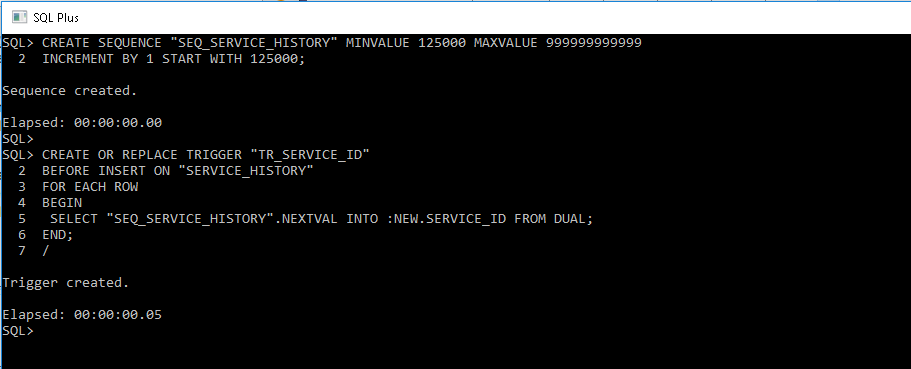 SQL Plus
SQL> CREATE SEQUENCE "SEQ_SERVICE_HISTORY" MINVALUE 125000 MAXVALUE 999999999999
2 INCREMENT BY 1 START WITH 125000;
Sequence created.
Elapsed: 00:00:00.00
SQL>
SQL> CREATE OR REPLACE TRIGGER "TR_SERVICE_ID"
2 BEFORE INSERT ON "SERVICE_HISTORY"
3 FOR EACH ROW
4 BEGIN
5 SELECT "SEQ_SERVICE_HISTORY".NEXTVAL INTO :NEW.SERVICE_ID FROM DUAL;
6 END;
7 /
Trigger created.
Elapsed: 00:00:00.05
SQL>